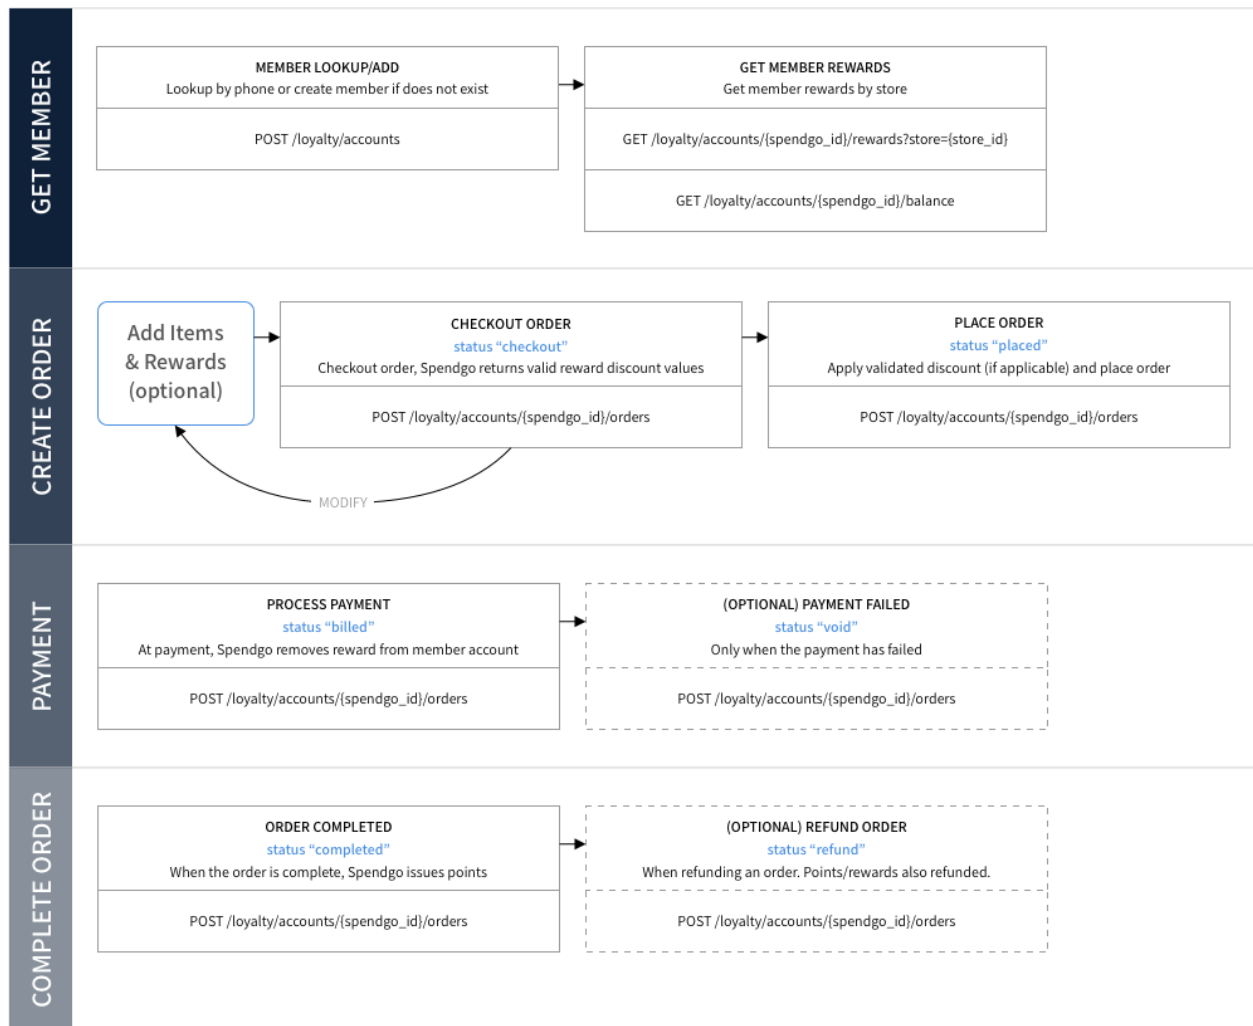 GET MEMBER
MEMBER LOOKUP/ADD
Lookup by phone or create member if does not exist
POST /loyalty/accounts
GET MEMBER REWARDS
Get member rewards by store
GET /loyalty/accounts/{spendgo_id}/rewards?store={store_id}
GET /loyalty/accounts/{spendgo_id}/balance
CREATE ORDER
Add Items
& Rewards
(optional)
CHECKOUT ORDER
status “checkout”
Checkout order, Spendgo returns valid reward discount values
POST /loyalty/accounts/{spendgo_id}/orders
PLACE ORDER
status “placed”
Apply validated discount (if applicable) and place order
POST /loyalty/accounts/{spendgo_id}/orders
MODIFY
PAYMENT
PROCESS PAYMENT
status “billed”
At payment, Spendgo removes reward from member account
POST /loyalty/accounts/{spendgo_id}/orders
(OPTIONAL) PAYMENT FAILED
status “void”
Only when the payment has failed
POST /loyalty/accounts/{spendgo_id}/orders
COMPLETE ORDER
ORDER COMPLETED
status “completed”
When the order is complete, Spendgo issues points
POST /loyalty/accounts/{spendgo_id}/orders
(OPTIONAL) REFUND ORDER
status “refund”
When refunding an order. Points/rewards also refunded.
POST /loyalty/accounts/{spendgo_id}/orders